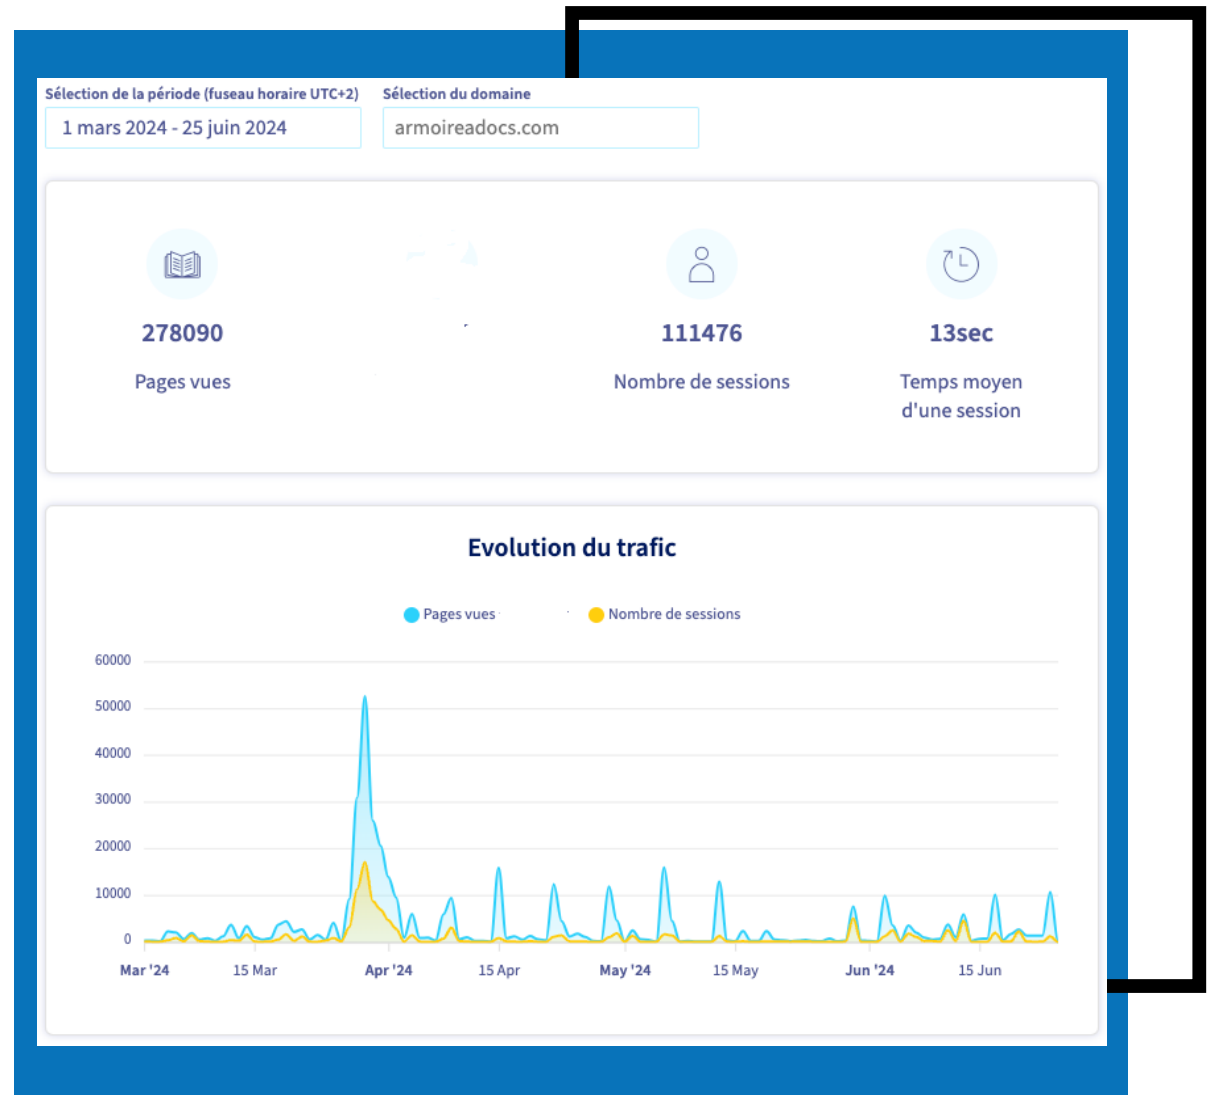 Sélection de la période (fuseau horaire UTC+2)
Sélection du domaine
1 mars 2024 - 25 juin 2024
armoireadocs.com
278090
111476
13sec
Pages vues
Nombre de sessions
Temps moyen
d'une session
Evolution du trafic
Pages vues
Nombre de sessions
60000
50000
40000
30000
20000
10000
0
Mar '24
15 Mar
Apr '24
15 Apr
May '24
15 May
Jun '24
15 Jun